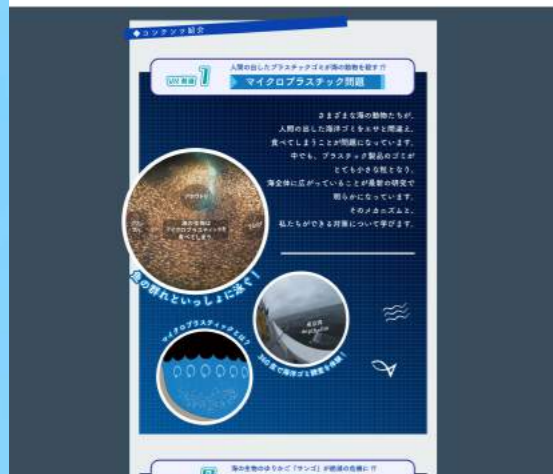 ◆コンテンツ紹介
人間の出したプラスチックゴミが海の動物を殺す!?
1
マイクロプラスチック問題
さまざまな海の動物たちが、
人間の出した海洋ゴミをエサと間違え、
食べてしまうことが問題になっています。
中でも、プラスチック製品のゴミが
とても小さな粒となり、
海全体に広がっていることが最新の研究で
明らかになっています。
そのメカニズムと、
私たちができる対策について学びます。
海の生物は
マイクロプラスティックを
食べてしまう
魚の群れといっしょに泳ぐ!
マイクロプラスティックとは?
360度で海洋ゴミ調査を体験!
海の生物のゆりかご「サンゴ」が絶滅の危機に!?